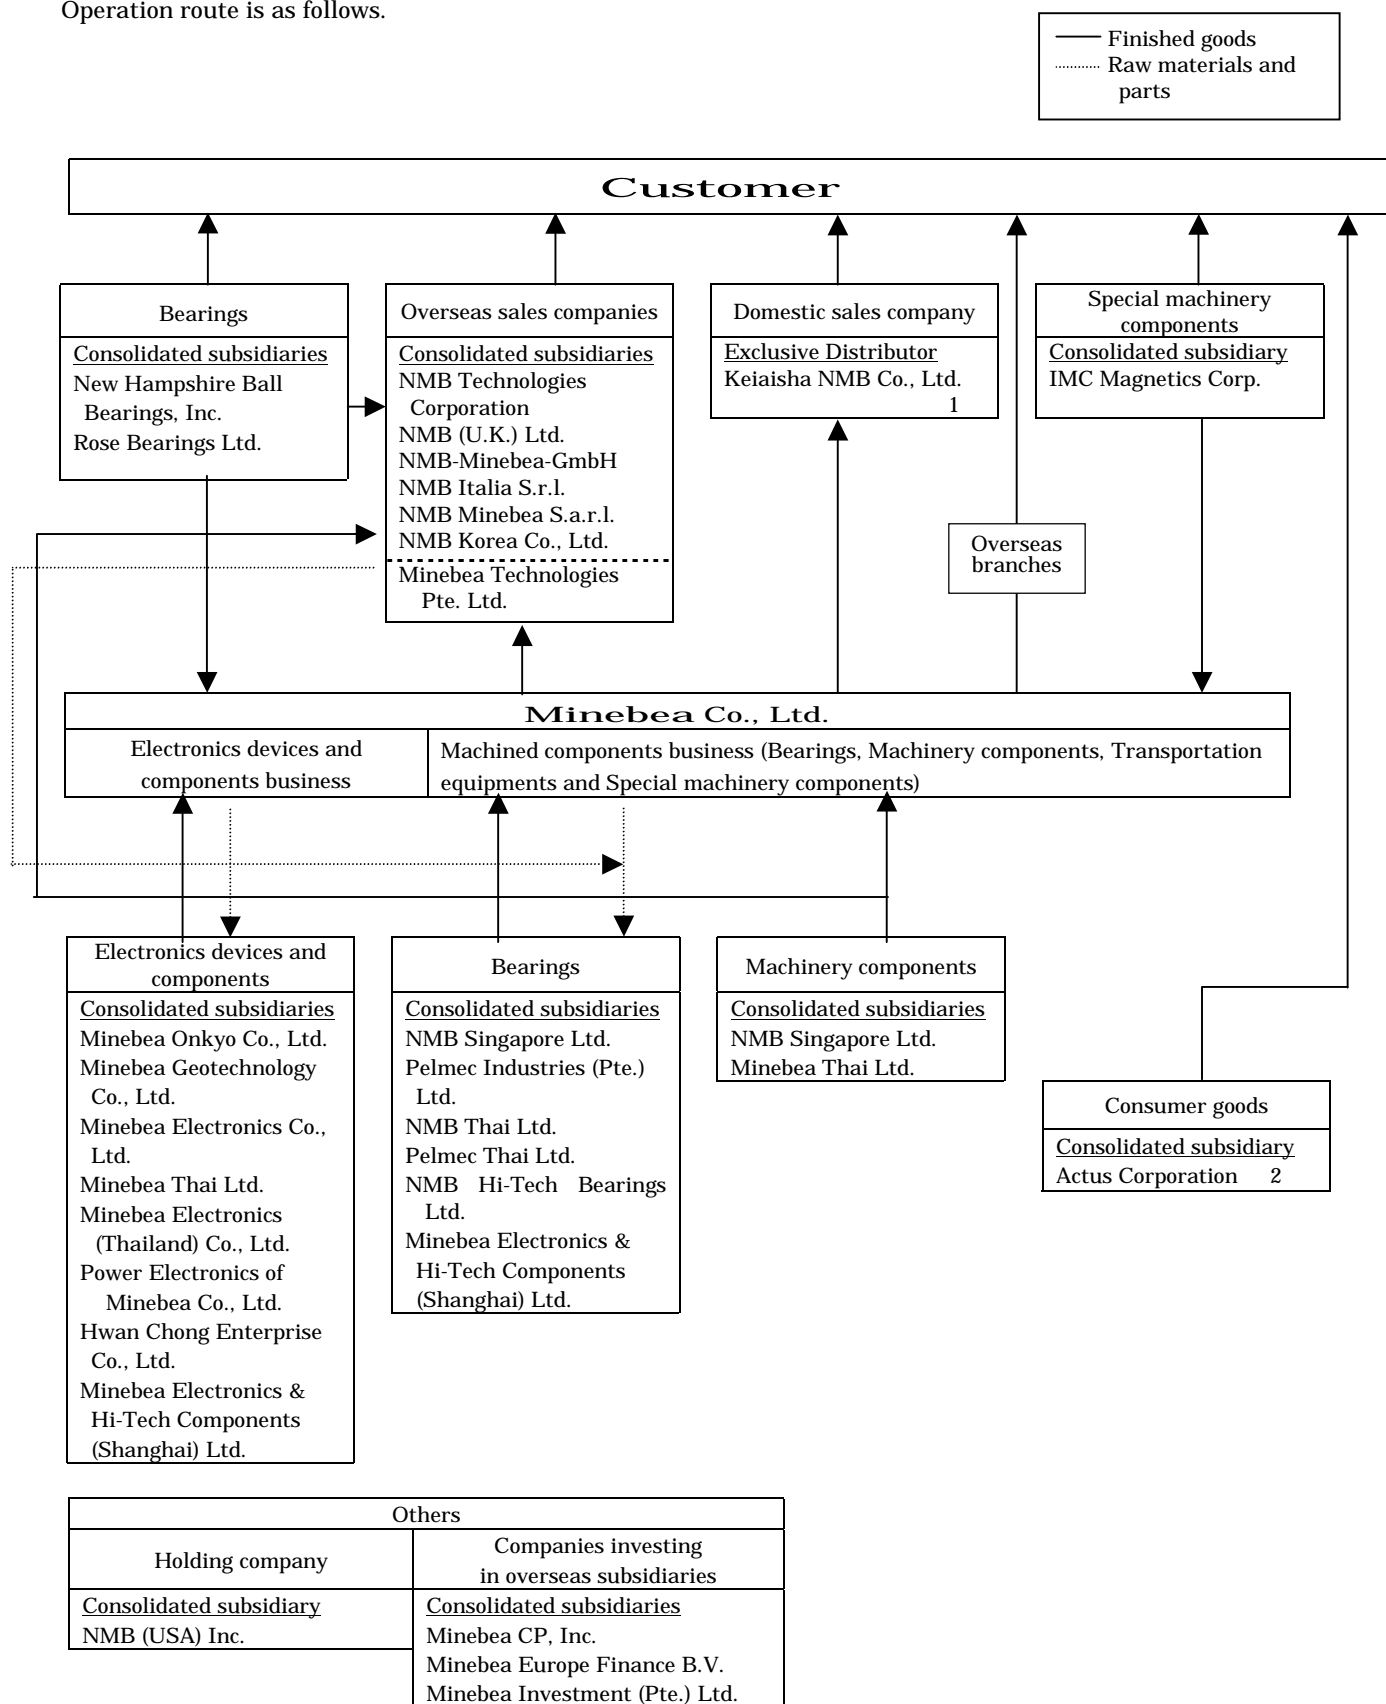 Operation route is as follows.
Finished goods
Raw materials and
parts
Customer
Bearings
Consolidated subsidiaries
New Hampshire Ball
Bearings, Inc.
Rose Bearings Ltd.
Overseas sales companies
Consolidated subsidiaries
NMB Technologies
Corporation
NMB (U.K.) Ltd.
NMB-Minebea-GmbH
NMB Italia S.r.l.
NMB Minebea S.a.r.l.
NMB Korea Co., Ltd.
Minebea Technologies
Pte. Ltd.
Domestic sales company
Exclusive Distributor
Keiaisha NMB Co., Ltd.
1
Special machinery
components
Consolidated subsidiary
IMC Magnetics Corp.
Overseas
branches
Minebea Co., Ltd.
Electronics devices and
components business
Machined components business (Bearings, Machinery components, Transportation
equipments and Special machinery components)
Electronics devices and
components
Consolidated subsidiaries
Minebea Onkyo Co., Ltd.
Minebea Geotechnology
Co., Ltd.
Minebea Electronics Co.,
Ltd.
Minebea Thai Ltd.
Minebea Electronics
(Thailand) Co., Ltd.
Power Electronics of
Minebea Co., Ltd.
Hwan Chong Enterprise
Co., Ltd.
Minebea Electronics &
Hi-Tech Components
(Shanghai) Ltd.
Bearings
Consolidated subsidiaries
NMB Singapore Ltd.
Pelmec Industries (Pte.)
Ltd.
NMB Thai Ltd.
Pelmec Thai Ltd.
NMB Hi-Tech Bearings
Ltd.
Minebea Electronics &
Hi-Tech Components
(Shanghai) Ltd.
Machinery components
Consolidated subsidiaries
NMB Singapore Ltd.
Minebea Thai Ltd.
Consumer goods
Consolidated subsidiary
Actus Corporation 2
Others
Holding company
Consolidated subsidiary
NMB (USA) Inc.
Companies investing
in overseas subsidiaries
Consolidated subsidiaries
Minebea CP, Inc.
Minebea Europe Finance B.V.
Minebea Investment (Pte.) Ltd.